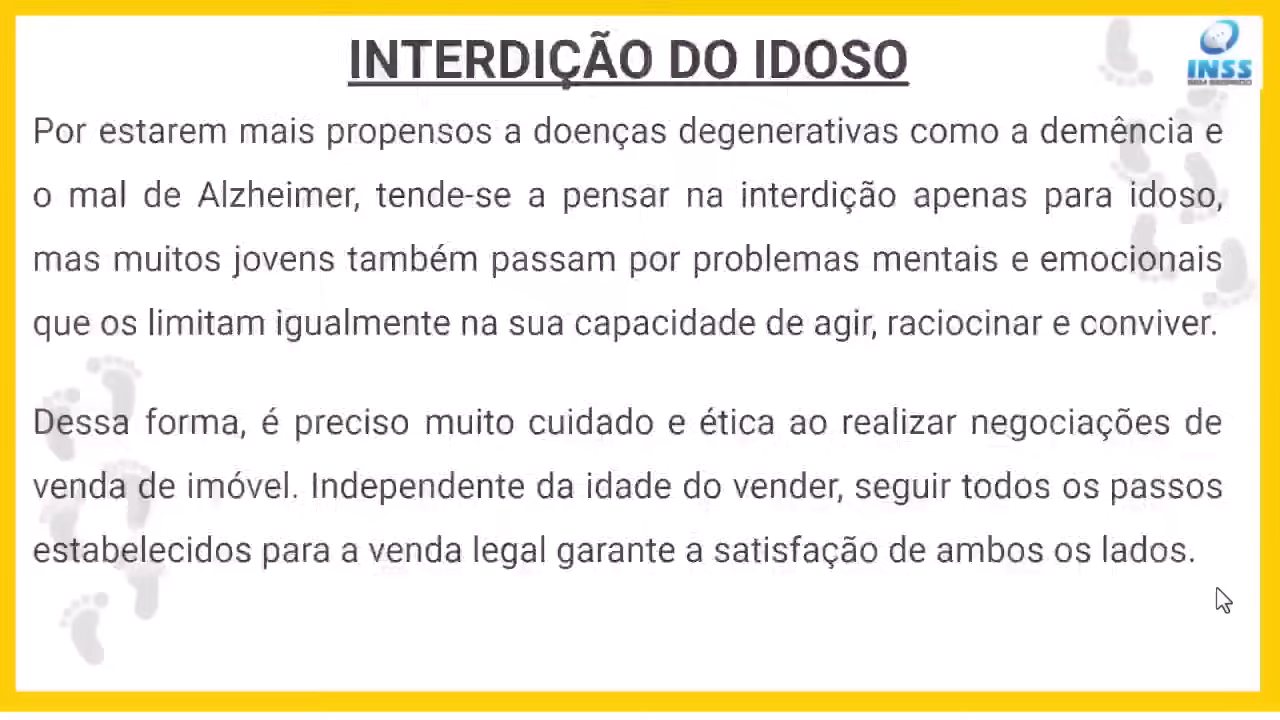 INTERDIÇÃO DO IDOSO
INSS
SEM SEGREDO
Por estarem mais propensos a doenças degenerativas como a demência e
o mal de Alzheimer, tende-se a pensar na interdição apenas para idoso,
mas muitos jovens também passam por problemas mentais e emocionais
que os limitam igualmente na sua capacidade de agir, raciocinar e conviver.
Dessa forma, é preciso muito cuidado e ética ao realizar negociações de
venda de imóvel. Independente da idade do vender, seguir todos os passos
estabelecidos para a venda legal garante a satisfação de ambos os lados.